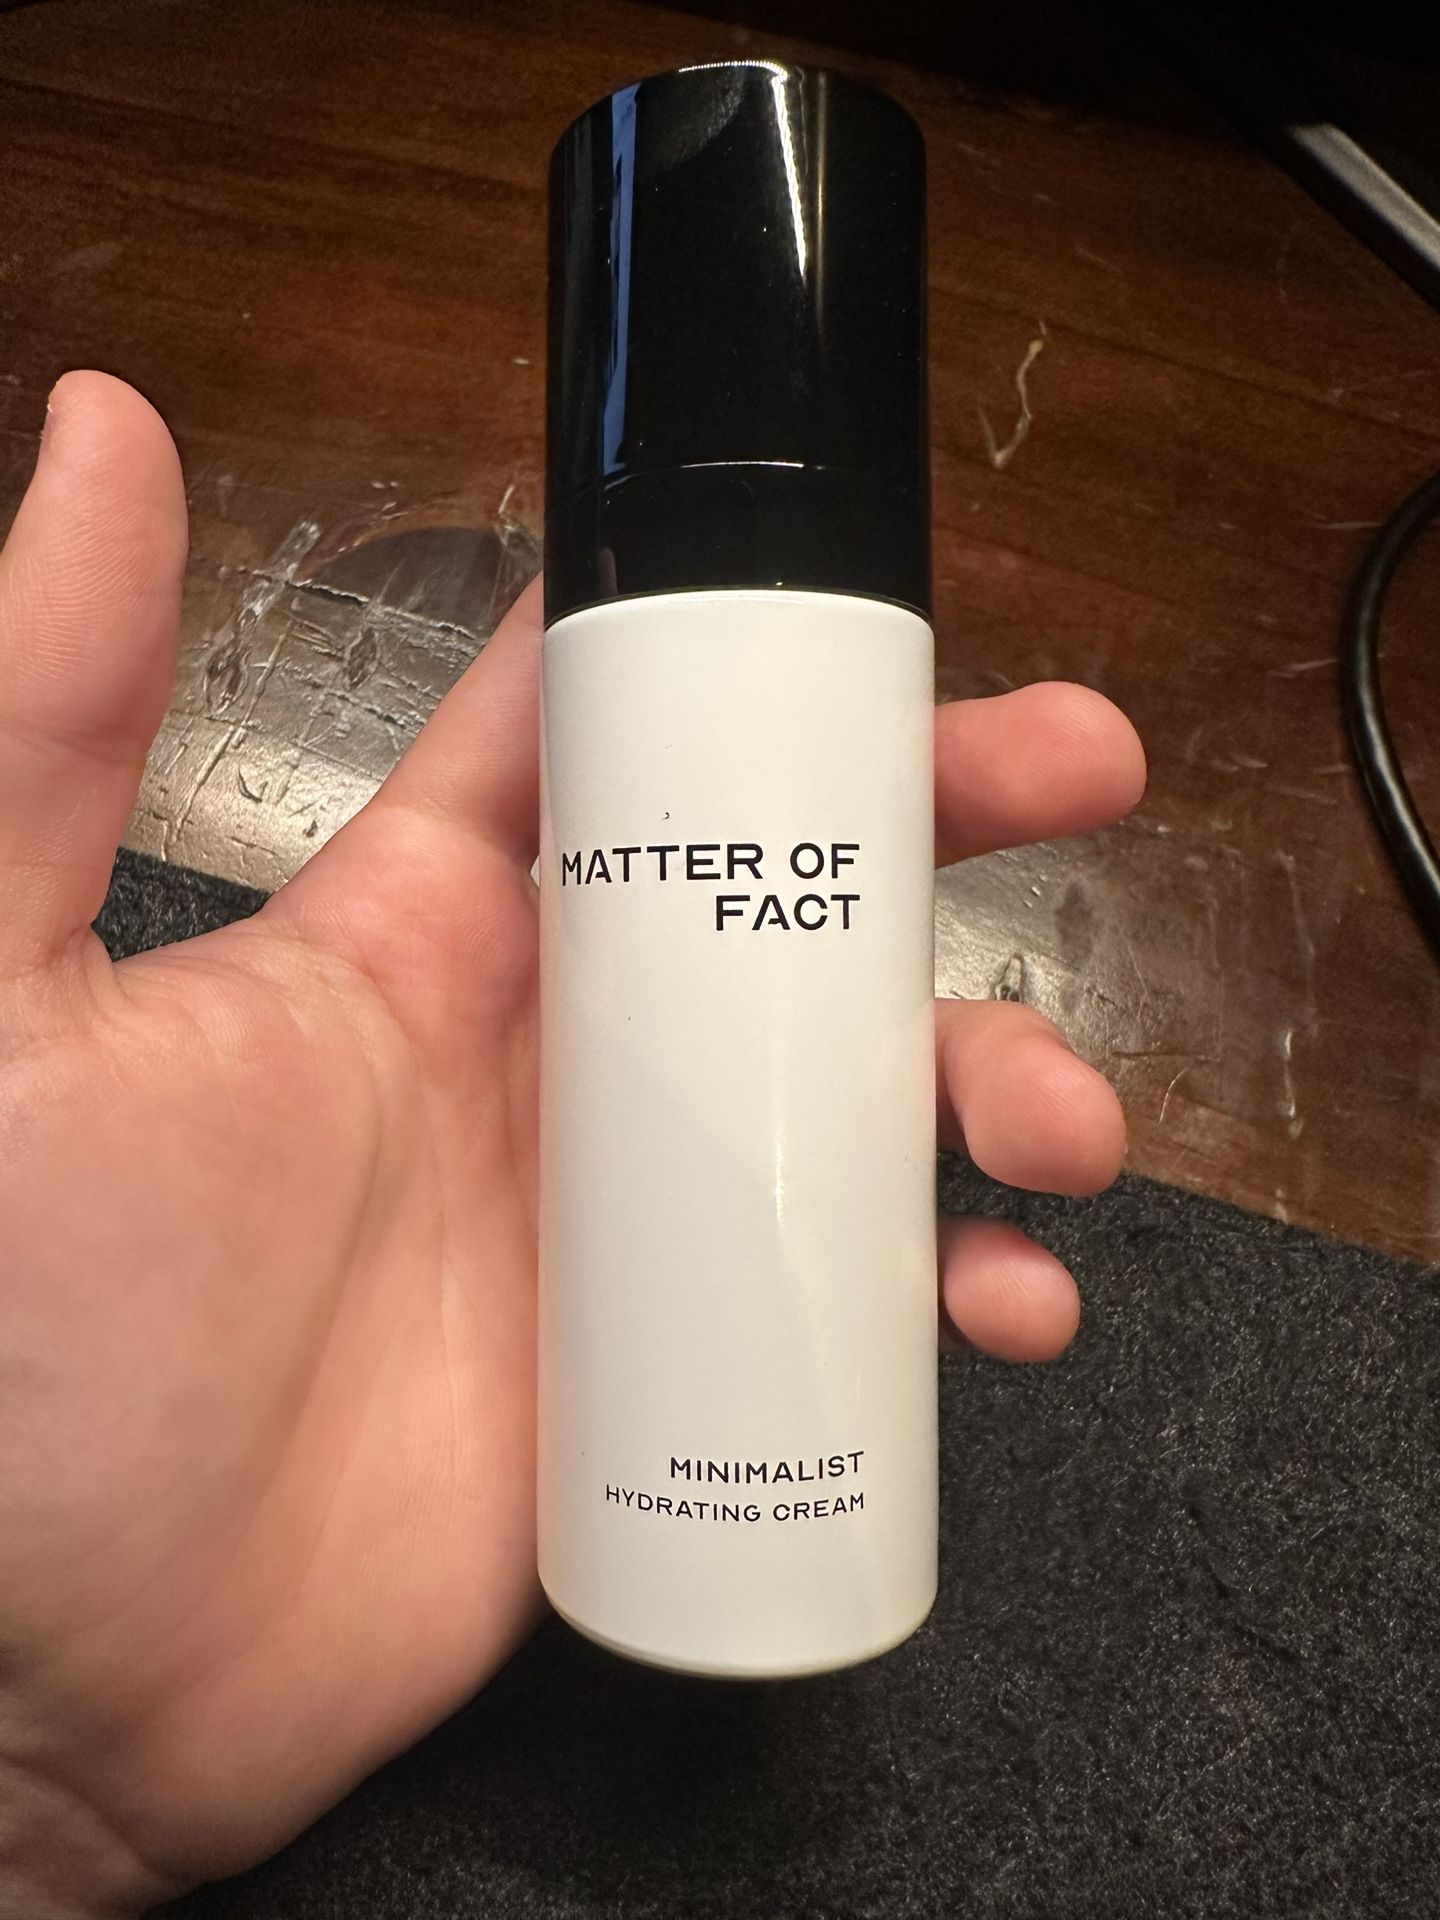 MATTER OF
FACT
MINIMALIST
HYDRATING CREAM